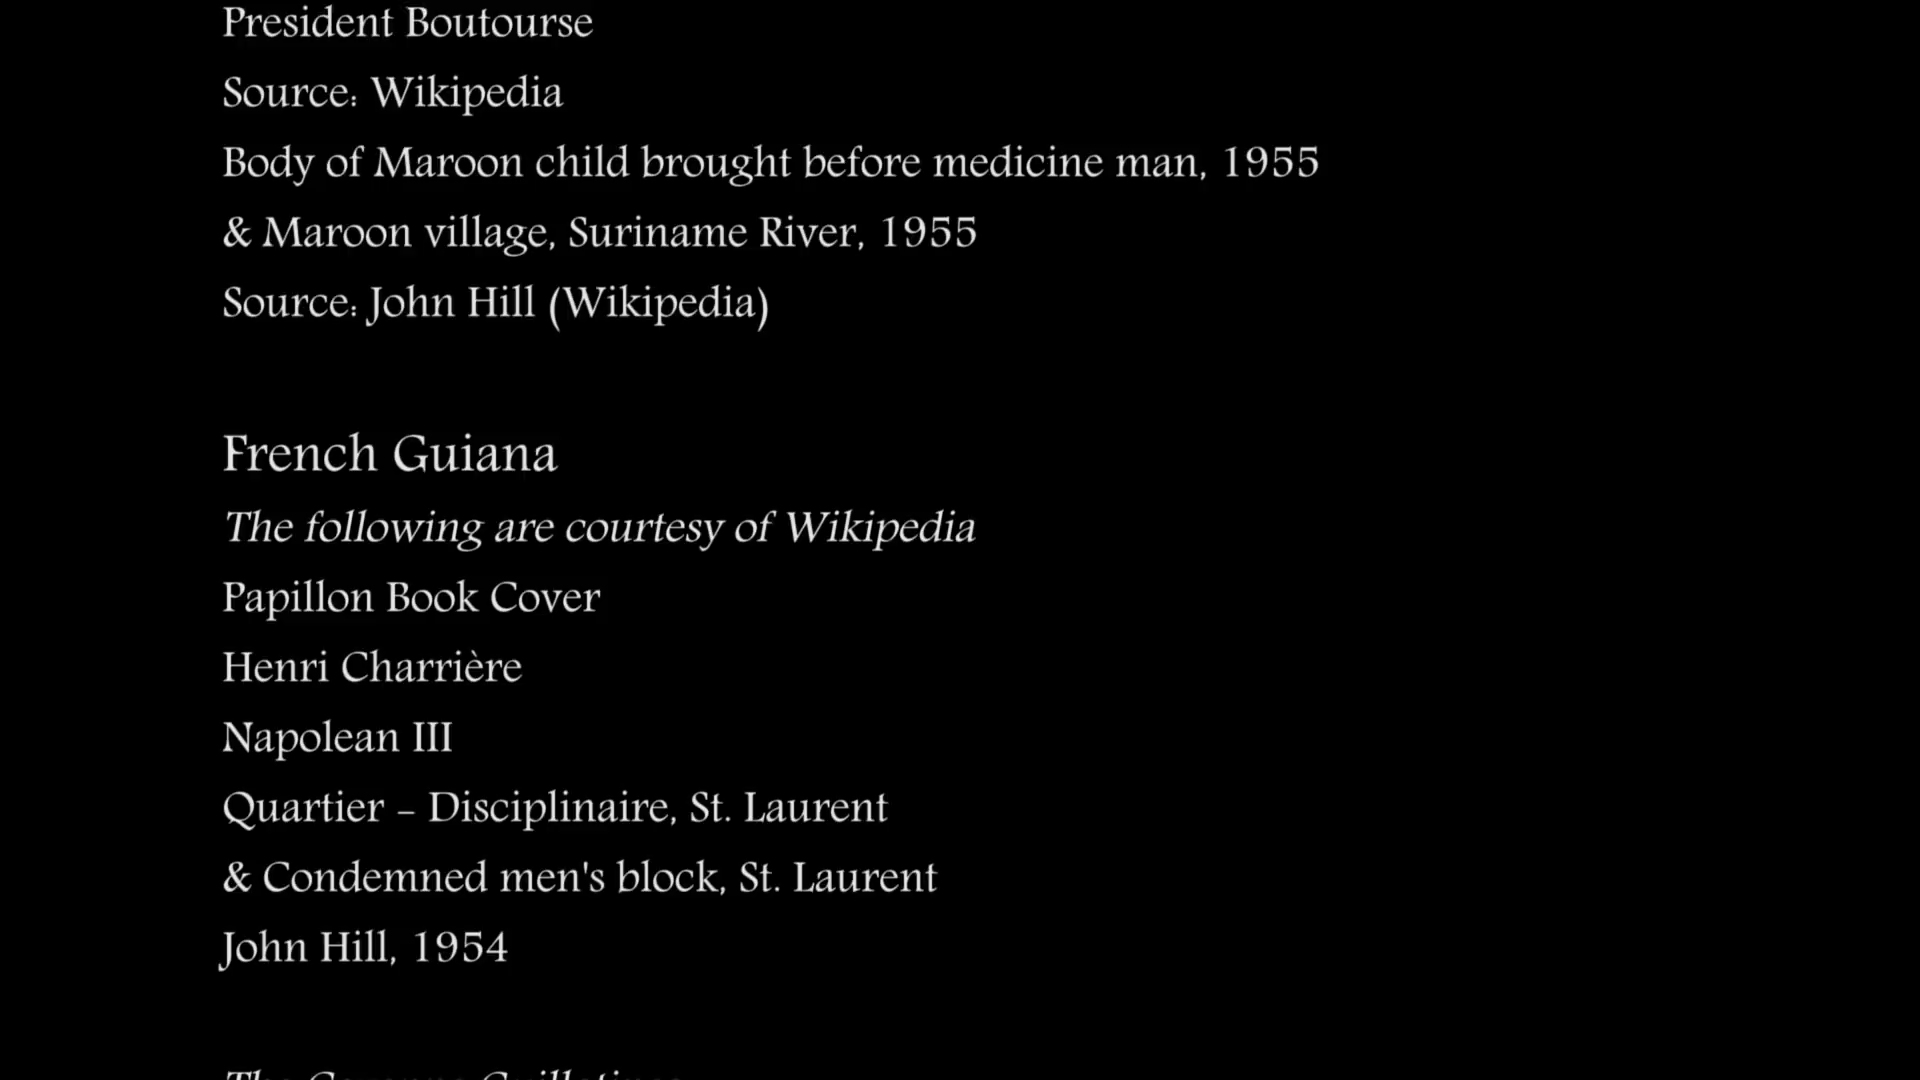 President Boutourse
Source: Wikipedia
Body of Maroon child brought before medicine man, 1955
& Maroon village, Suriname River, 1955
Source: John Hill (Wikipedia)
French Guiana
The following are courtesy of Wikipedia
Papillon Book Cover
Henri Charrière
Napolean III
Quartier - Disciplinaire, St. Laurent
& Condemned men's block, St. Laurent
John Hill, 1954